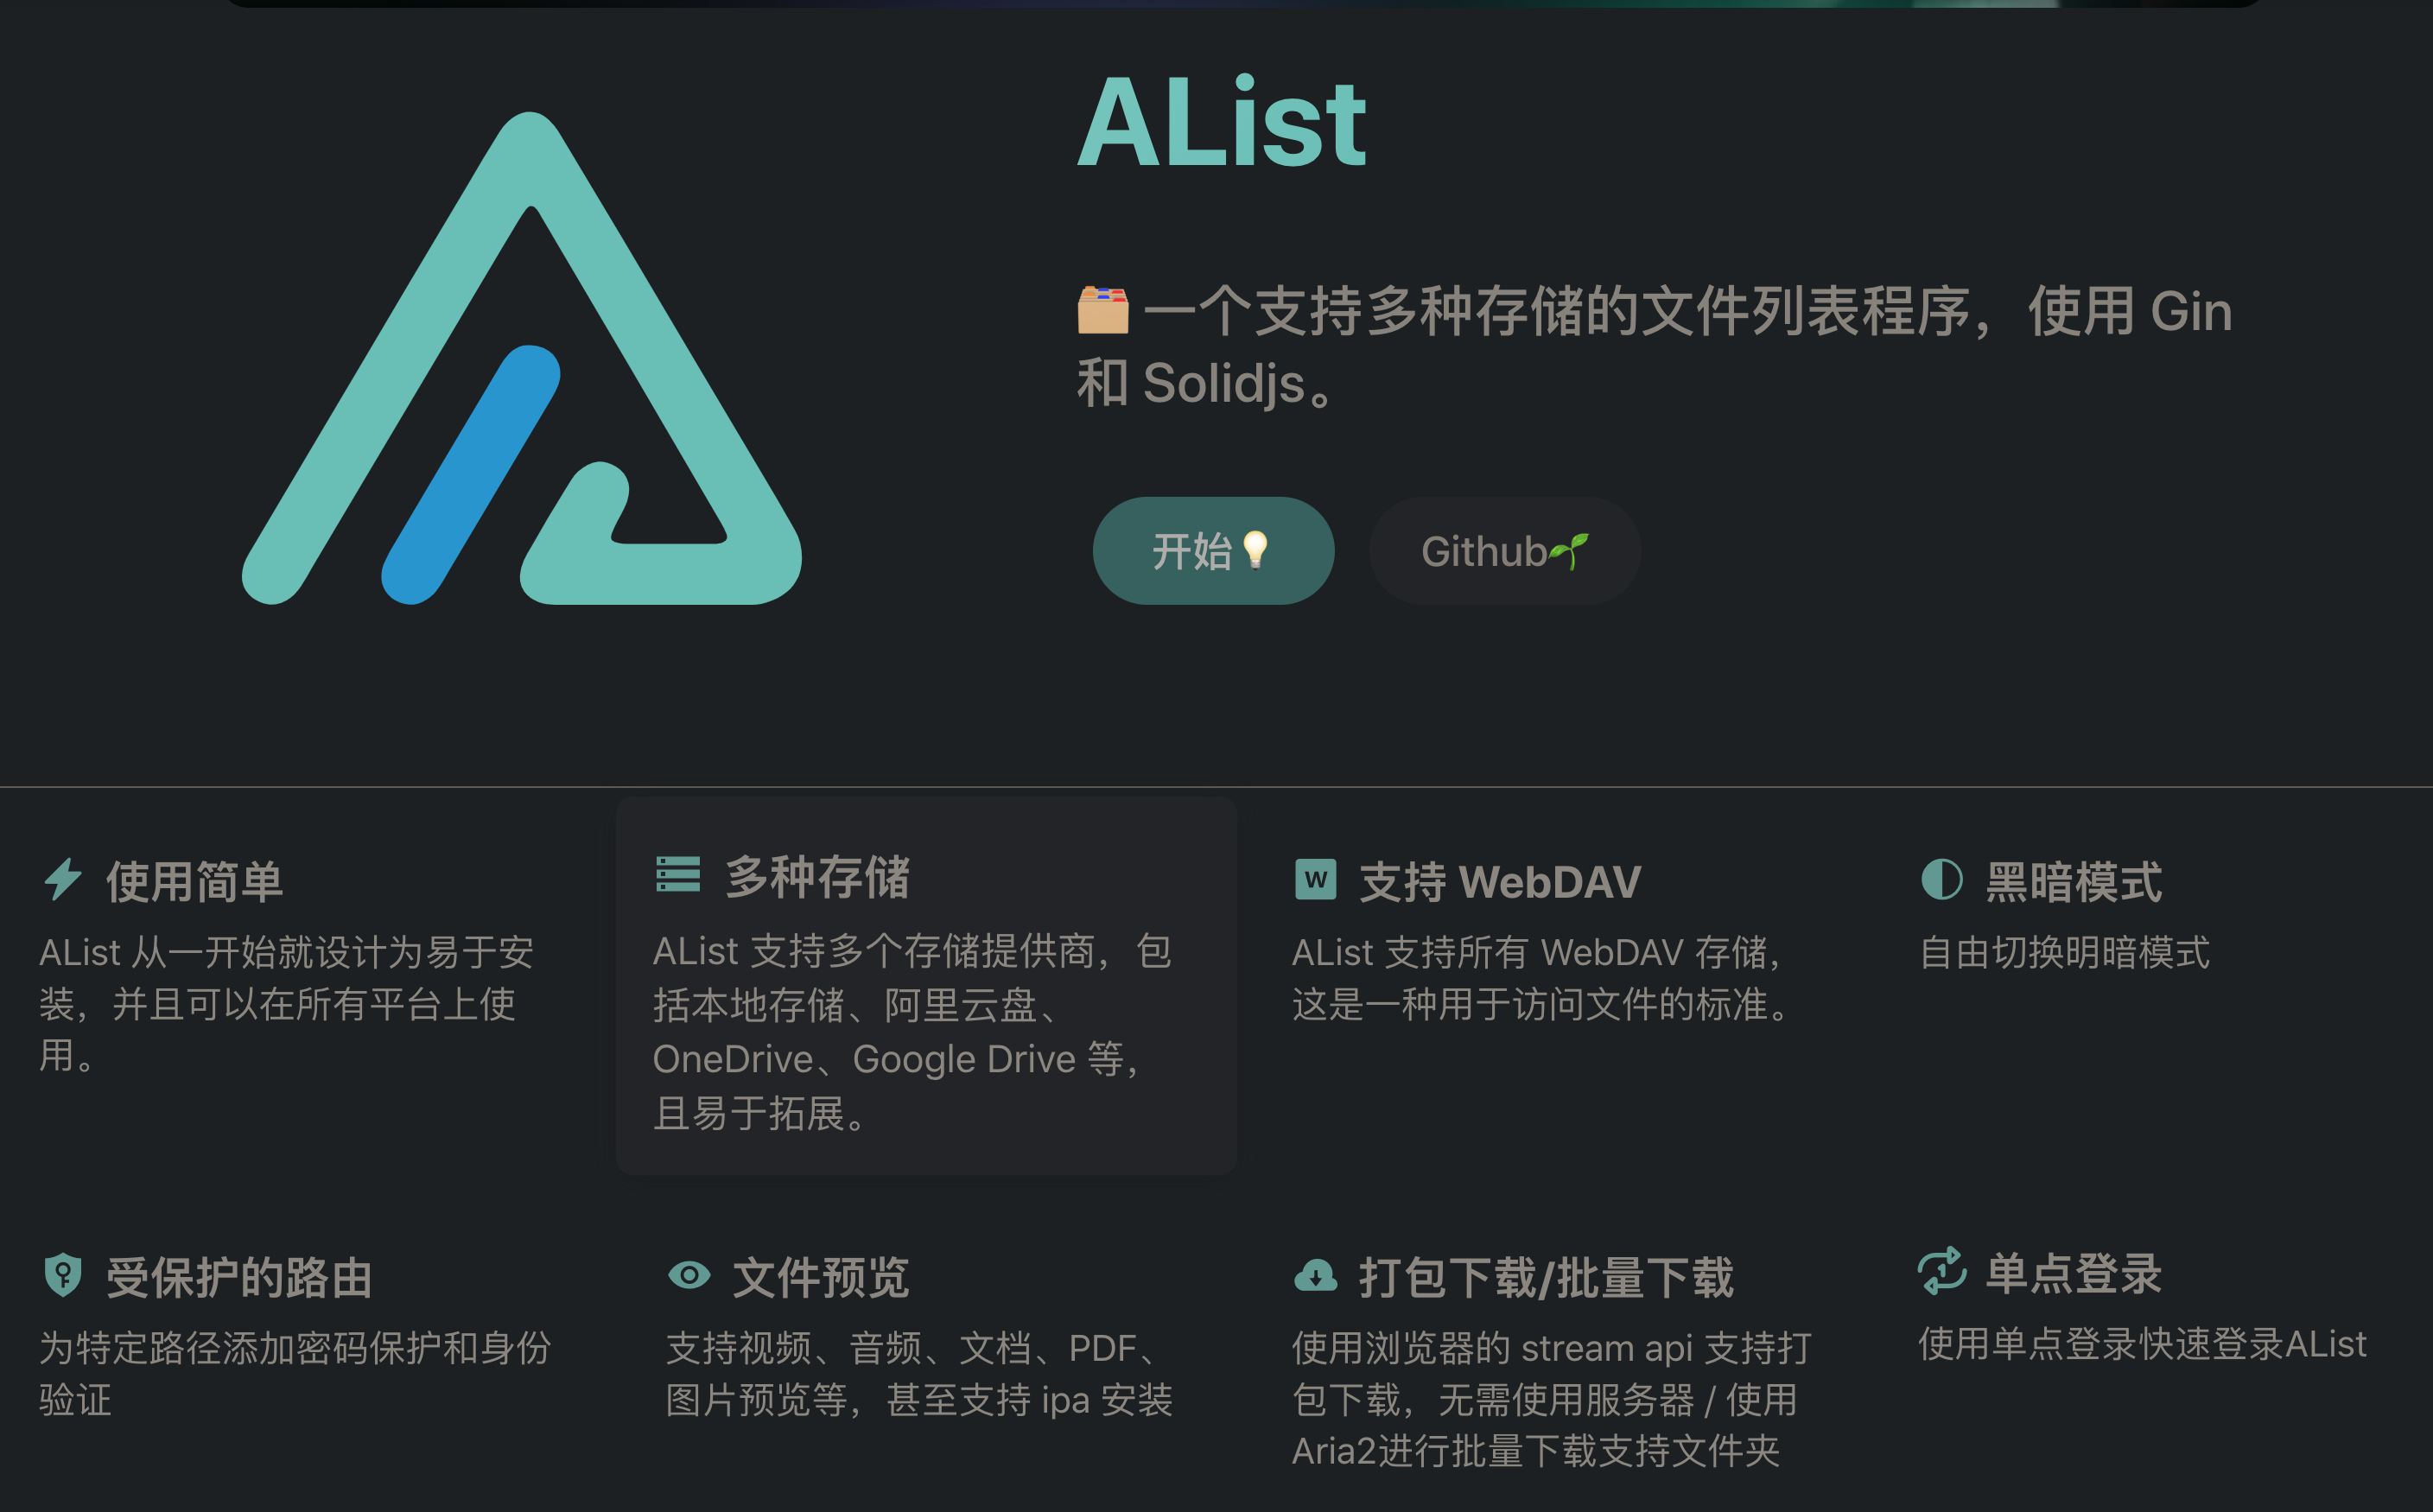 AList
一个支持多种存储的文件列表程序，使用 Gin
和 Solidjs。
开始
Github
使用简单
AList 从一开始就设计为易于安
装，并且可以在所有平台上使
用。
多种存储
AList 支持多个存储提供商，包
括本地存储、阿里云盘、
OneDrive、Google Drive 等，
且易于拓展。
W
支持 WebDAV
AList 支持所有 WebDAV 存储，
这是一种用于访问文件的标准。
黑暗模式
自由切换明暗模式
受保护的路由
为特定路径添加密码保护和身份
验证
文件预览
支持视频、音频、文档、PDF、
图片预览等，甚至支持 ipa 安装
打包下载/批量下载
使用浏览器的 stream api 支持打
包下载，无需使用服务器 / 使用
Aria2进行批量下载支持文件夹
1
单点登录
使用单点登录快速登录AList